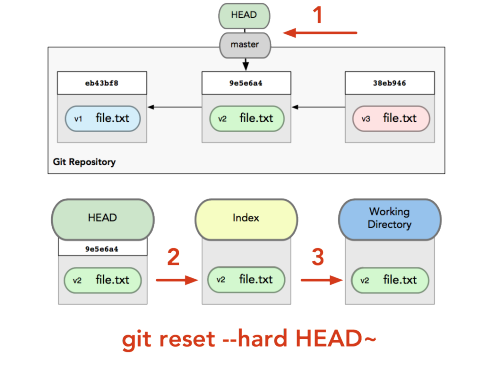 HEAD
1
master
eb43bf8
9e5e6a4
38eb946
v1 file.txt
v2 file.txt
v3 file.txt
Git Repository
HEAD
Index
Working
Directory
9e5e6a4
2
3
v2 file.txt
v2 file.txt
v2 file.txt
git reset --hard HEAD~